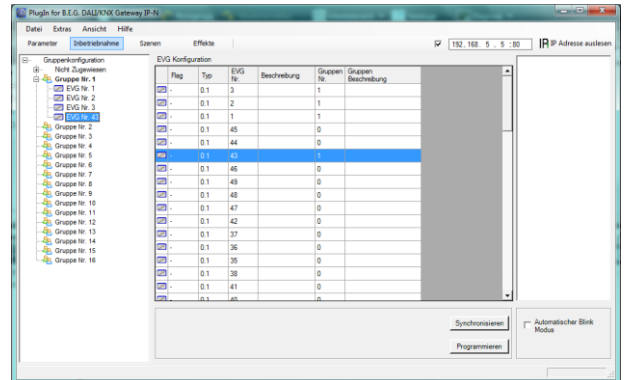 PlugIn for B.E.G. DALI/KNX Gateway IP-N
Datei Extras Ansicht Hilfe
Parameter Inbetriebnahme Szenen Effekte 192.168. 5 . 5 :80 IP Adresse auslesen
Gruppenkonfiguration
Nicht Zugewiesen
Gruppe Nr. 1
EVG Nr. 1
EVG Nr. 2
EVG Nr. 3
EVG Nr. 43
Gruppe Nr. 2
Gruppe Nr. 3
Gruppe Nr. 4
Gruppe Nr. 5
Gruppe Nr. 6
Gruppe Nr. 7
Gruppe Nr. 8
Gruppe Nr. 9
Gruppe Nr. 10
Gruppe Nr. 11
Gruppe Nr. 12
Gruppe Nr. 13
Gruppe Nr. 14
Gruppe Nr. 15
Gruppe Nr. 16
EVG Konfiguration
Flag Typ EVG Nr. Beschreibung Gruppen Nr. Gruppen Beschreibung
- 0.1 3 1
- 0.1 2 1
- 0.1 1 1
- 0.1 45 0
- 0.1 44 0
- 0.1 43 1
- 0.1 46 0
- 0.1 49 0
- 0.1 48 0
- 0.1 47 0
- 0.1 42 0
- 0.1 37 0
- 0.1 36 0
- 0.1 35 0
- 0.1 38 0
- 0.1 41 0
- 0.1 40 0
Synchronisieren
Programmieren
Automatischer Blink
Modus